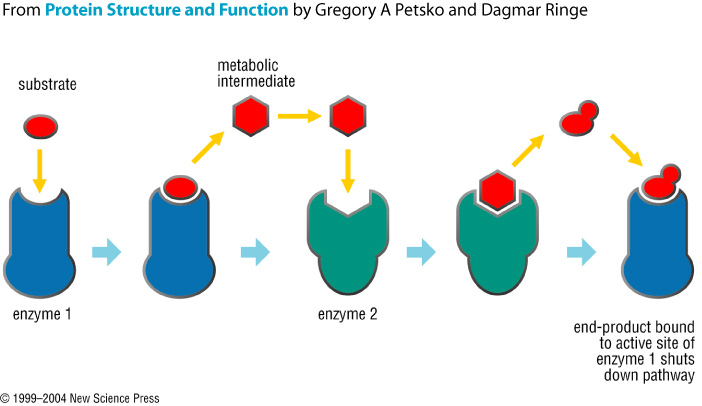 From Protein Structure and Function by Gregory A Petsko and Dagmar Ringe
metabolic
intermediate
substrate
enzyme 1
enzyme 2
end-product bound
to active site of
enzyme 1 shuts
down pathway
© 1999–2004 New Science Press